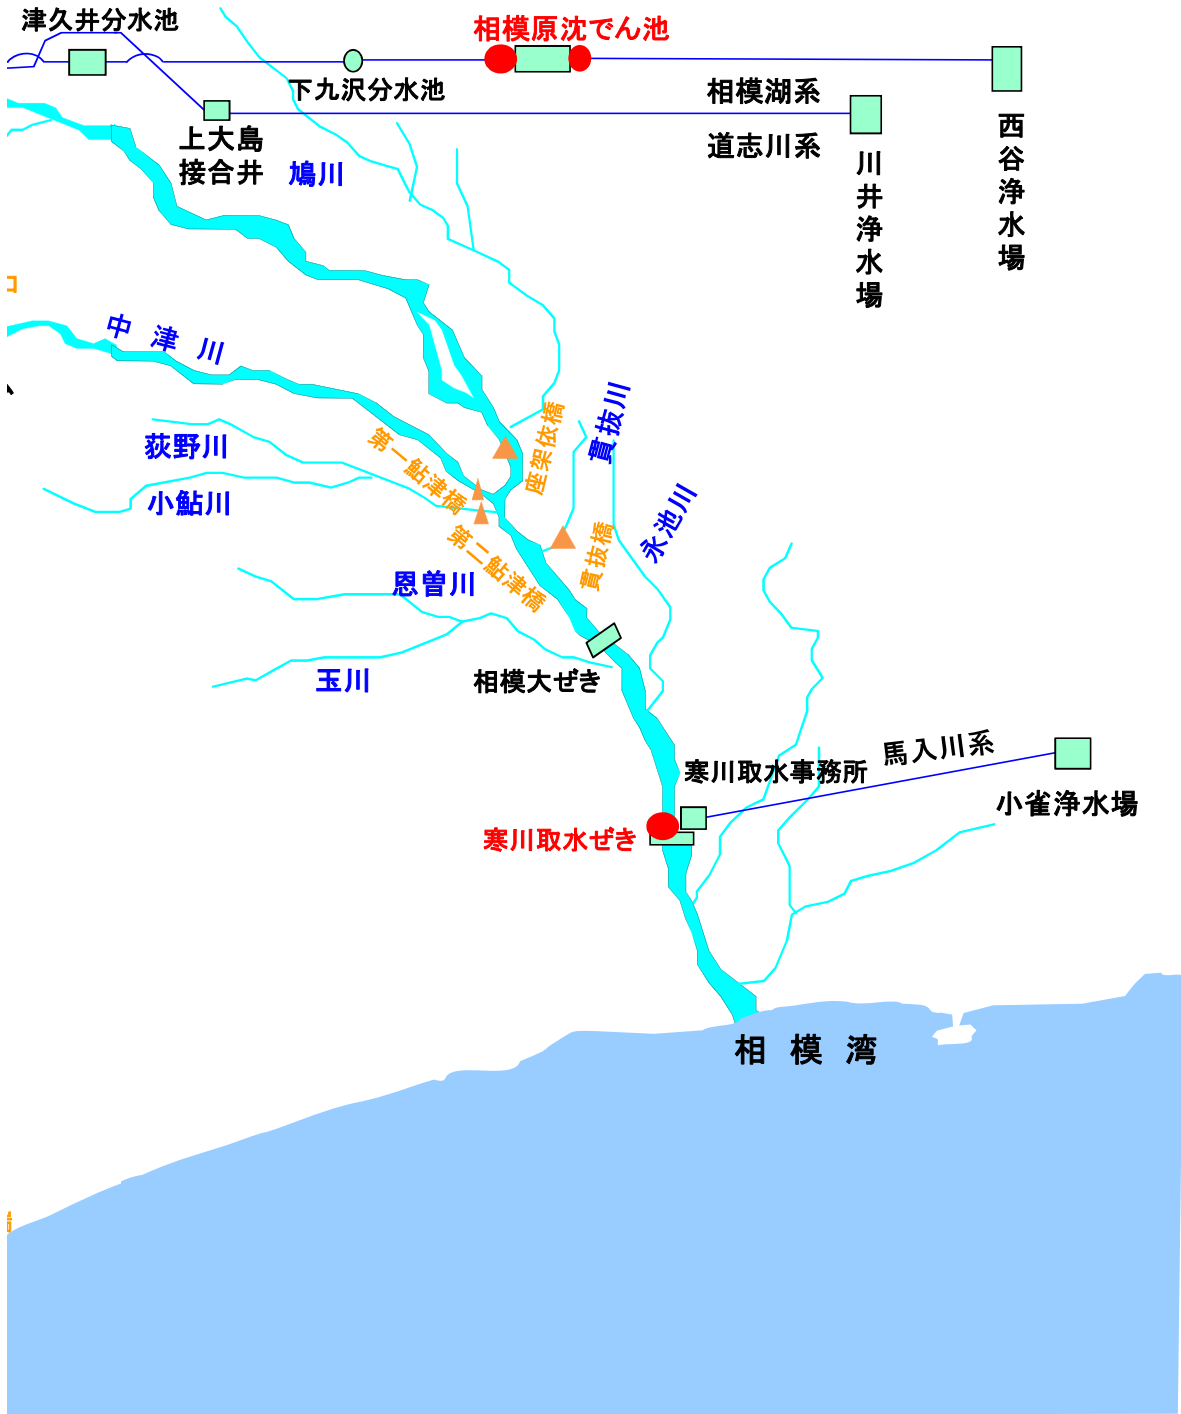 津久井分水池
相模原沈でん池
下九沢分水池
相模湖系
上大島
接合井
道志川系
鳩川
西谷浄水場
川井浄水場
中津川
荻野川
小鮎川
第一鮎津橋
座架依橋
貫抜川
第二鮎津橋
貫抜橋
永池川
恩曽川
玉川
相模大ぜき
寒川取水事務所
馬入川系
小雀浄水場
寒川取水ぜき
相模湾